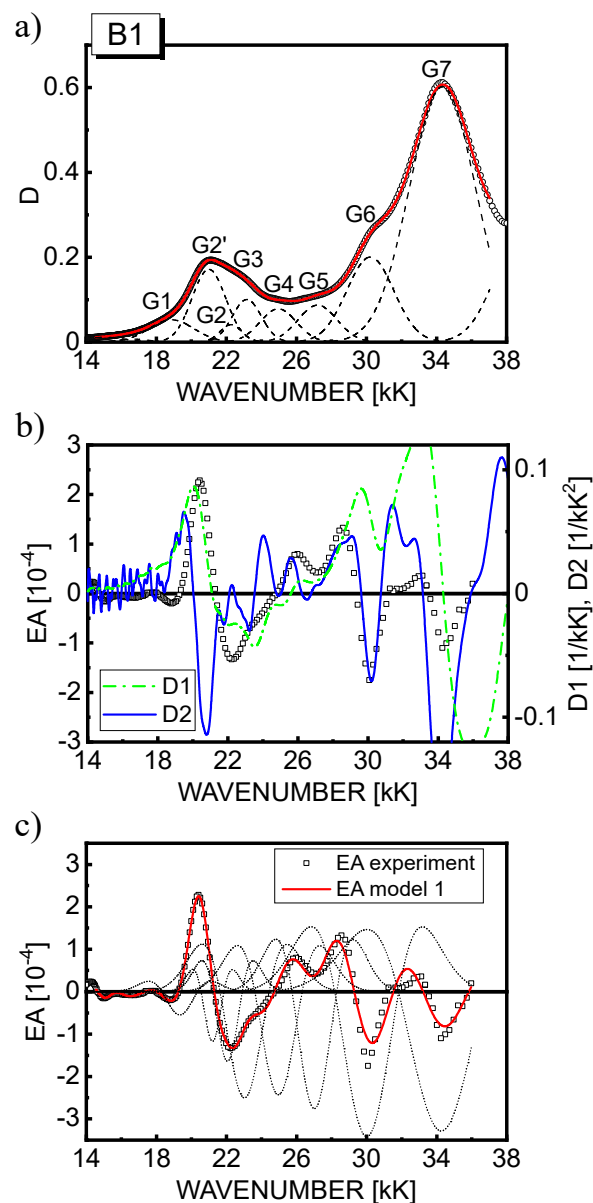 a)
B1
G7
0.6
0.4
D
G6
G2'
0.2
G3
G4
G5
G1
G2
0
14 18 22 26 30 34 38
WAVENUMBER [kK]
b)
3
2
0.1
1
EA [10-4]
0
0
D1 [1/kK], D2 [1/kK2]
-1
D1
-2
D2
-0.1
-3
14 18 22 26 30 34 38
WAVENUMBER [kK]
c)
3
EA experiment
EA model 1
2
1
EA [10-4]
0
-1
-2
-3
14 18 22 26 30 34 38
WAVENUMBER [kK]